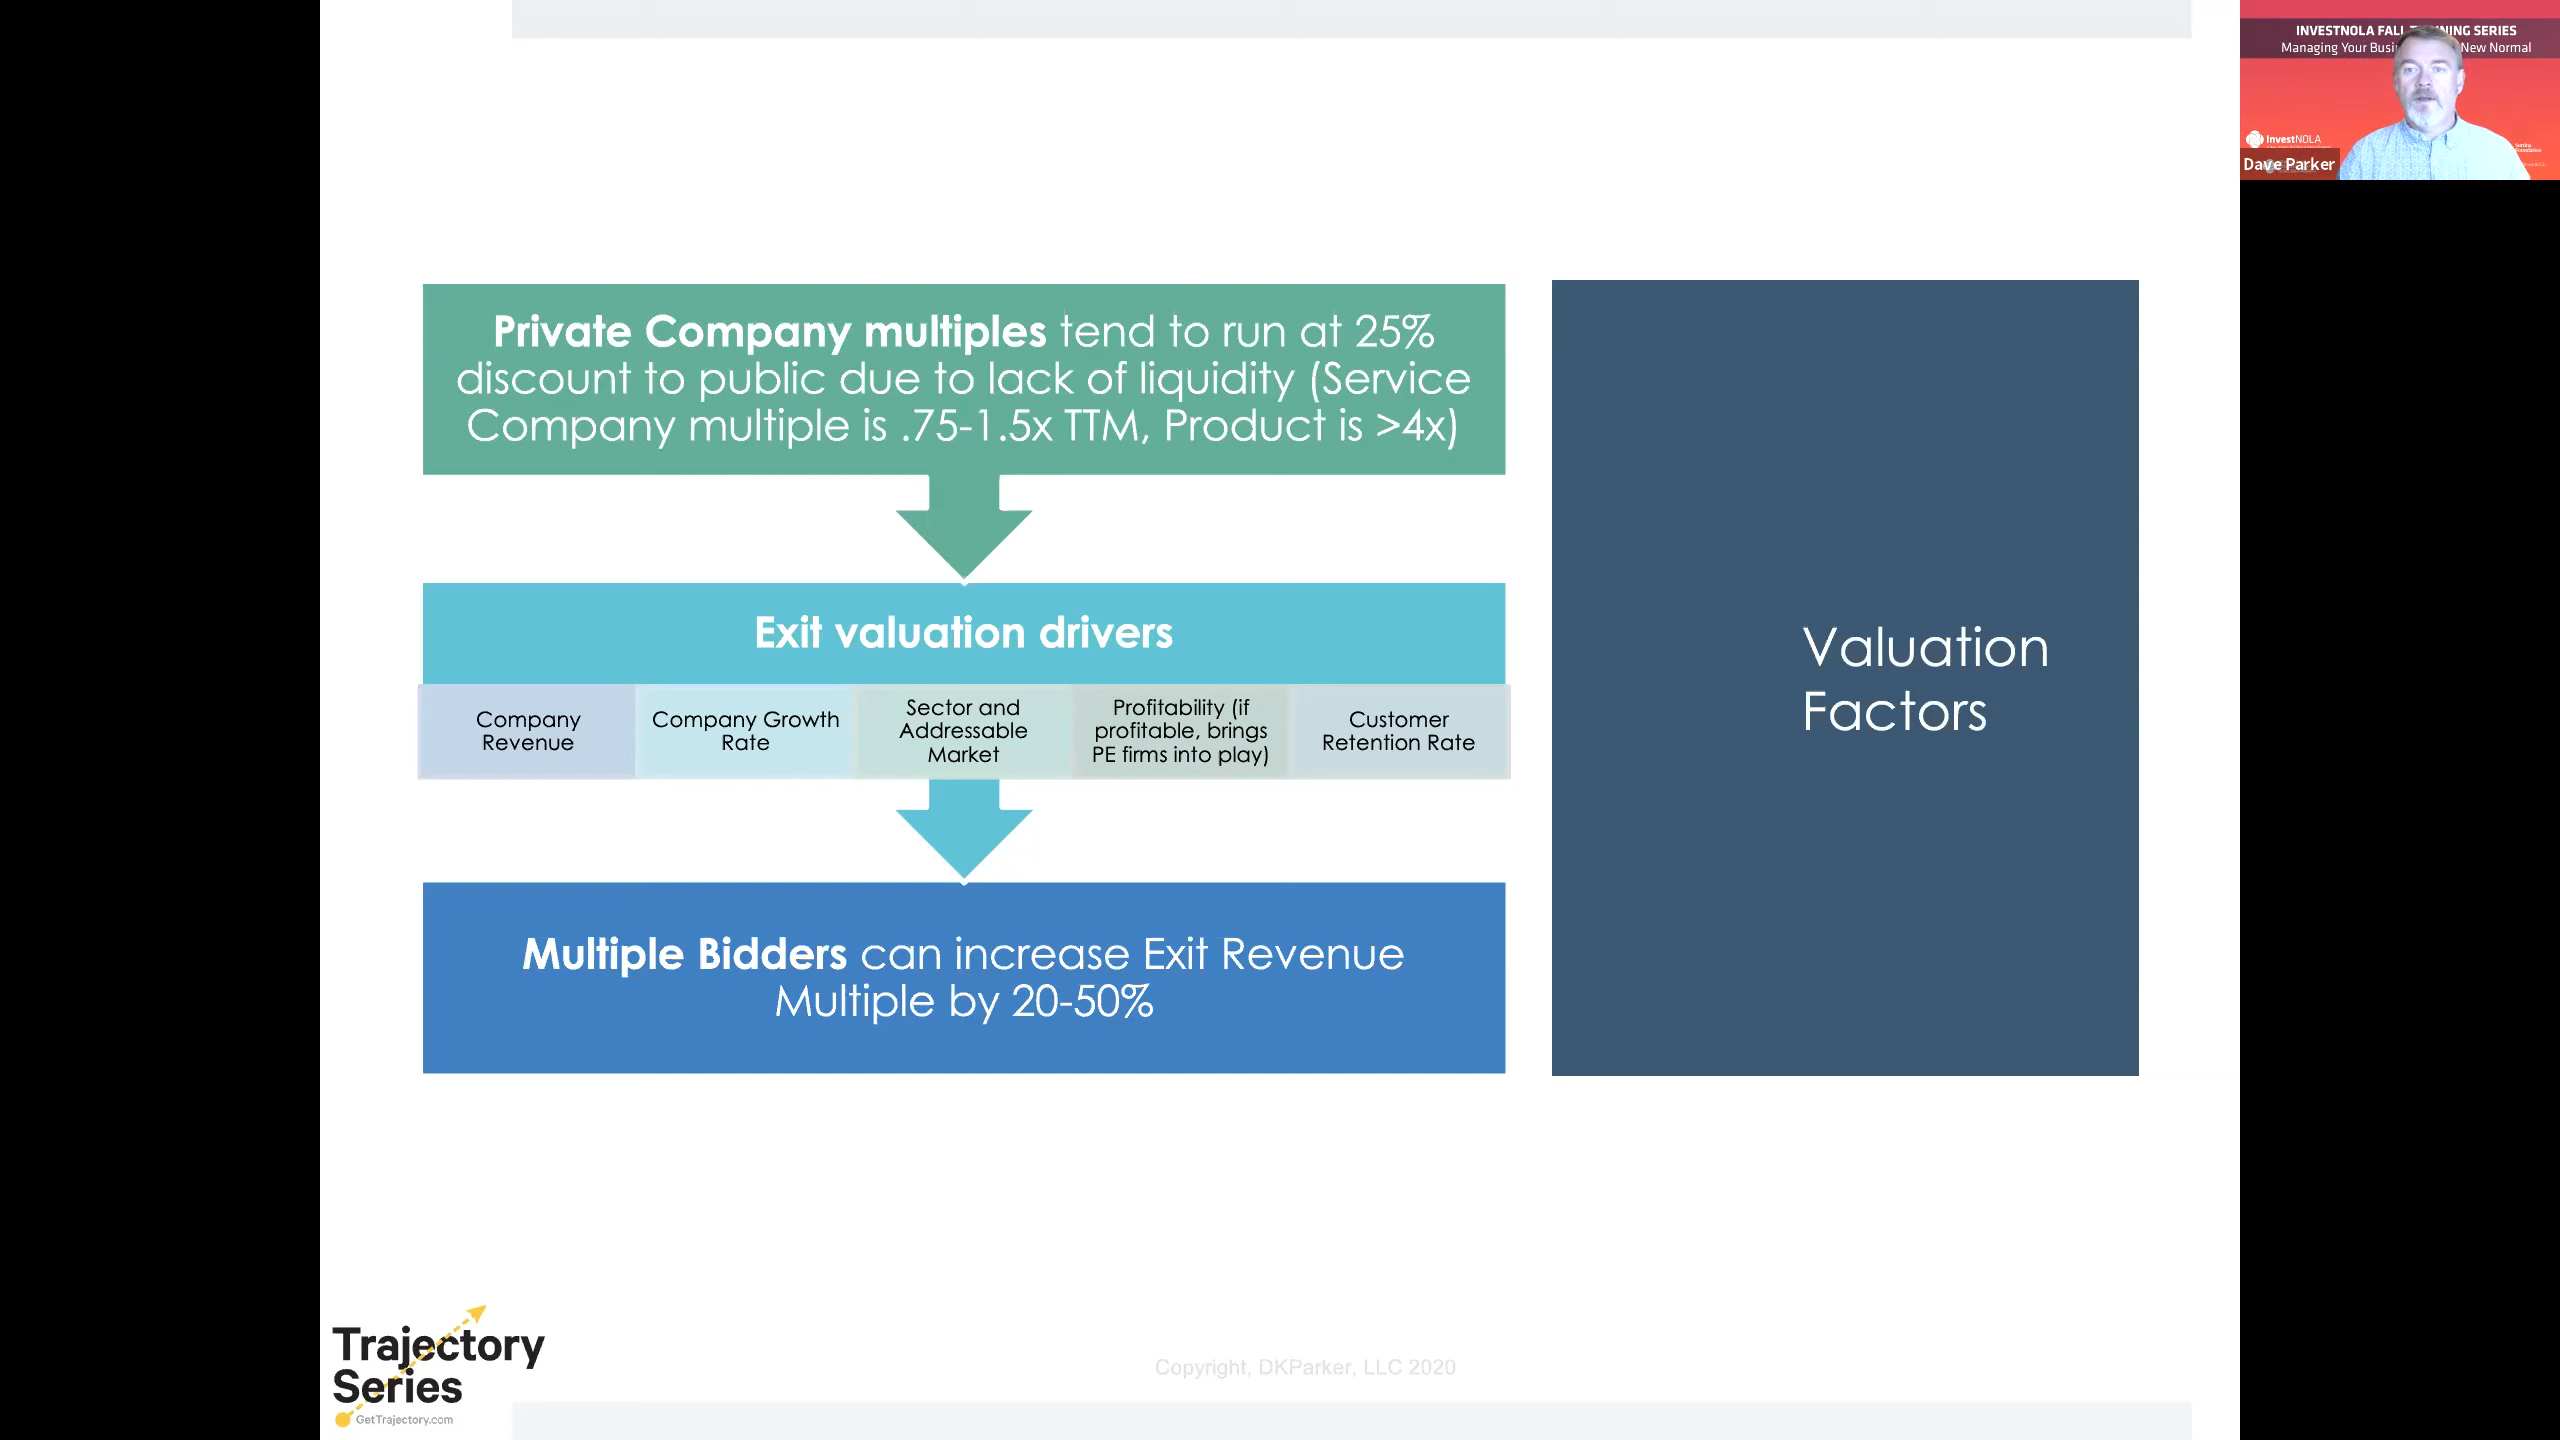 Private Company multiples tend to run at 25%
discount to public due to lack of liquidity (Service
Company multiple is .75-1.5x TTM, Product is >4x)
Exit valuation drivers
Company
Revenue
Company Growth
Rate
Sector and
Addressable
Market
Profitability (if
profitable, brings
PE firms into play)
Customer
Retention Rate
Multiple Bidders can increase Exit Revenue
Multiple by 20-50%
Valuation
Factors
Trajectory
Series
GetTrajectory.com
Copyright, DKParker, LLC 2020
INVESTNOLA FALL NING SERIES
Managing Your Busi New Normal
InvestNOLA
Dave Parker